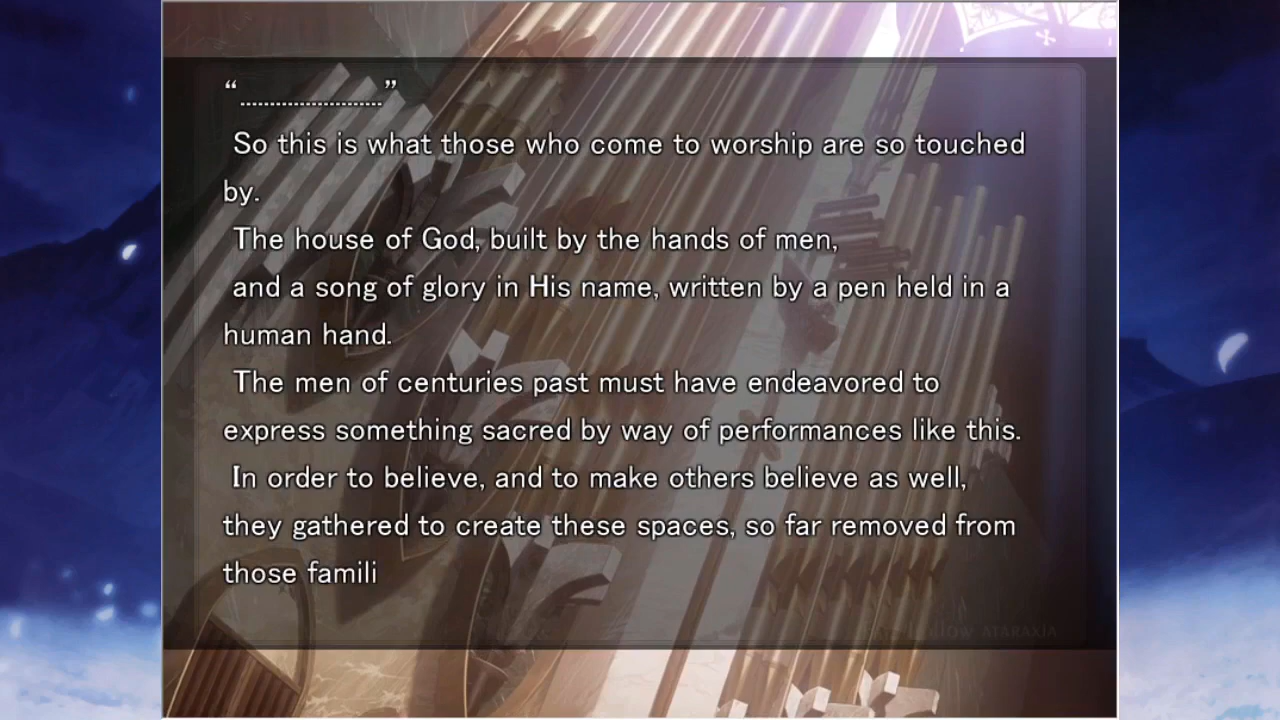 “........................”
So this is what those who come to worship are so touched
by.
The house of God, built by the hands of men,
and a song of glory in His name, written by a pen held in a
human hand.
The men of centuries past must have endeavored to
express something sacred by way of performances like this.
In order to believe, and to make others believe as well,
they gathered to create these spaces, so far removed from
those famili
hollow ATARAXIA